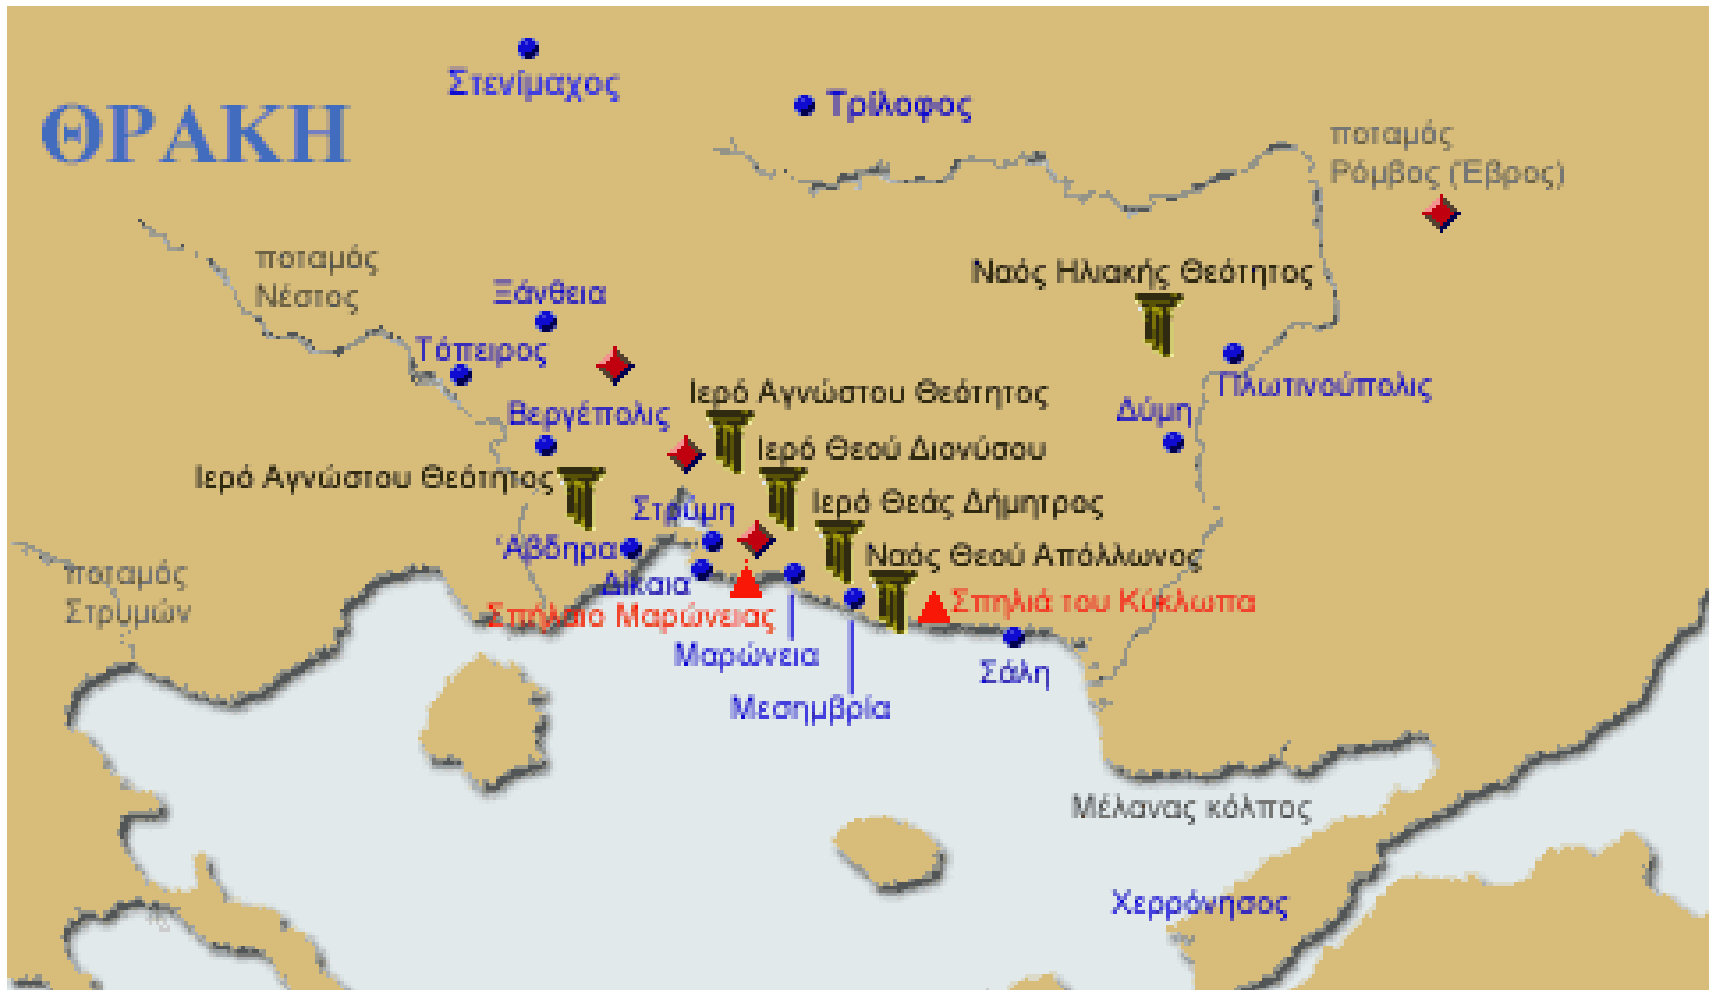 Στενίμαχος
ΘΡΑΚΗ
Τρίλοφος
ποταμός
Ρόμβος (Έβρος)
ποταμός
Νέστος
Ναός Ηλιακής Θεότητος
Ξάνθεια
Τόπειρος
Πλωτινούπολις
Ιερό Αγνώστου Θεότητος
Βεργέπολις
Δύμη
Ιερό Θεού Διονύσου
Ιερό Αγνώστου Θεότητος
Στρύμη
Ιερό Θεάς Δήμητρος
Άβδηρα
Ναός Θεού Απόλλωνος
ποταμός
Στρυμών
Δίκαια
Σπήλαιο Μαρώνειας
Σπηλιά του Κύκλωπα
Μαρώνεια
Σάλη
Μεσημβρία
Μέλανας κόλπος
Χερρόνησος